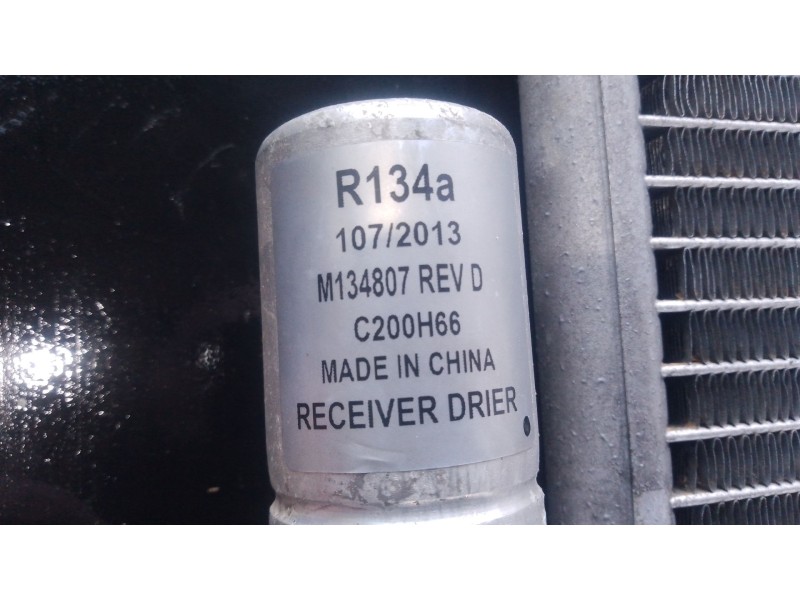 R134a
107/2013
M134807 REV D
C200H66
MADE IN CHINA
RECEIVER DRIER